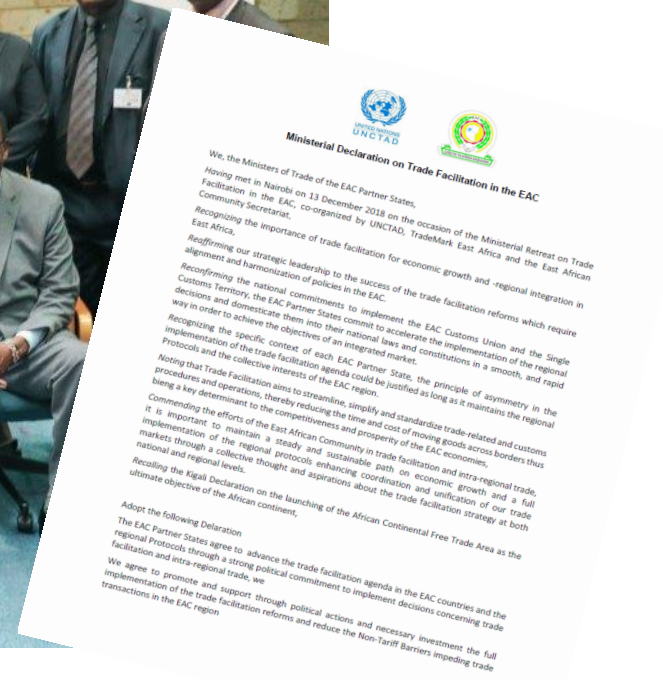 UNITED NATIONS
UNCTAD
Ministerial Declaration on Trade Facilitation in the EAC
We, the Ministers of Trade of the EAC Partner States,
Having met in Nairobi on 13 December 2018 on the occasion of the Ministerial Retreat on Trade
Facilitation in the EAC, co-organized by UNCTAD, TradeMark East Africa and the East African
Community Secretariat,
Recognizing the importance of trade facilitation for economic growth and -regional integration in
East Africa,
Reaffirming our strategic leadership to the success of the trade facilitation reforms which require
alignment and harmonization of policies in the EAC.
Reconfirming the national commitments to implement the EAC Customs Union and the Single
Customs Territory, the EAC Partner States commit to accelerate the implementation of the regional
decisions and domesticate them into their national laws and constitutions in a smooth, and rapid
way in order to achieve the objectives of an integrated market.
Recognizing the specific context of each EAC Partner State, the principle of asymmetry in the
implementation of the trade facilitation agenda could be justified as long as it maintains the regional
Protocols and the collective interests of the EAC region.
Noting that Trade Facilitation aims to streamline, simplify and standardize trade-related and customs
procedures and operations, thereby reducing the time and cost of moving goods across borders thus
bieng a key determinant to the competitiveness and prosperity of the EAC economies,
Commending the efforts of the East African Community in trade facilitation and intra-regional trade,
it is important to maintain a steady and sustainable path on economic growth and a full
implementation of the regional protocols enhancing coordination and unification of our trade
markets through a collective thought and aspirations about the trade facilitation strategy at both
national and regional levels.
Recalling the Kigali Declaration on the launching of the African Continental Free Trade Area as the
ultimate objective of the African continent,
Adopt the following Delaration
The EAC Partner States agree to advance the trade facilitation agenda in the EAC countries and the
regional Protocols through a strong political commitment to implement decisions concerning trade
facilitation and intra-regional trade, we
We agree to promote and support through political actions and necessary investment the full
implementation of the trade facilitation reforms and reduce the Non-Tariff Barriers impeding trade
transactions in the EAC region